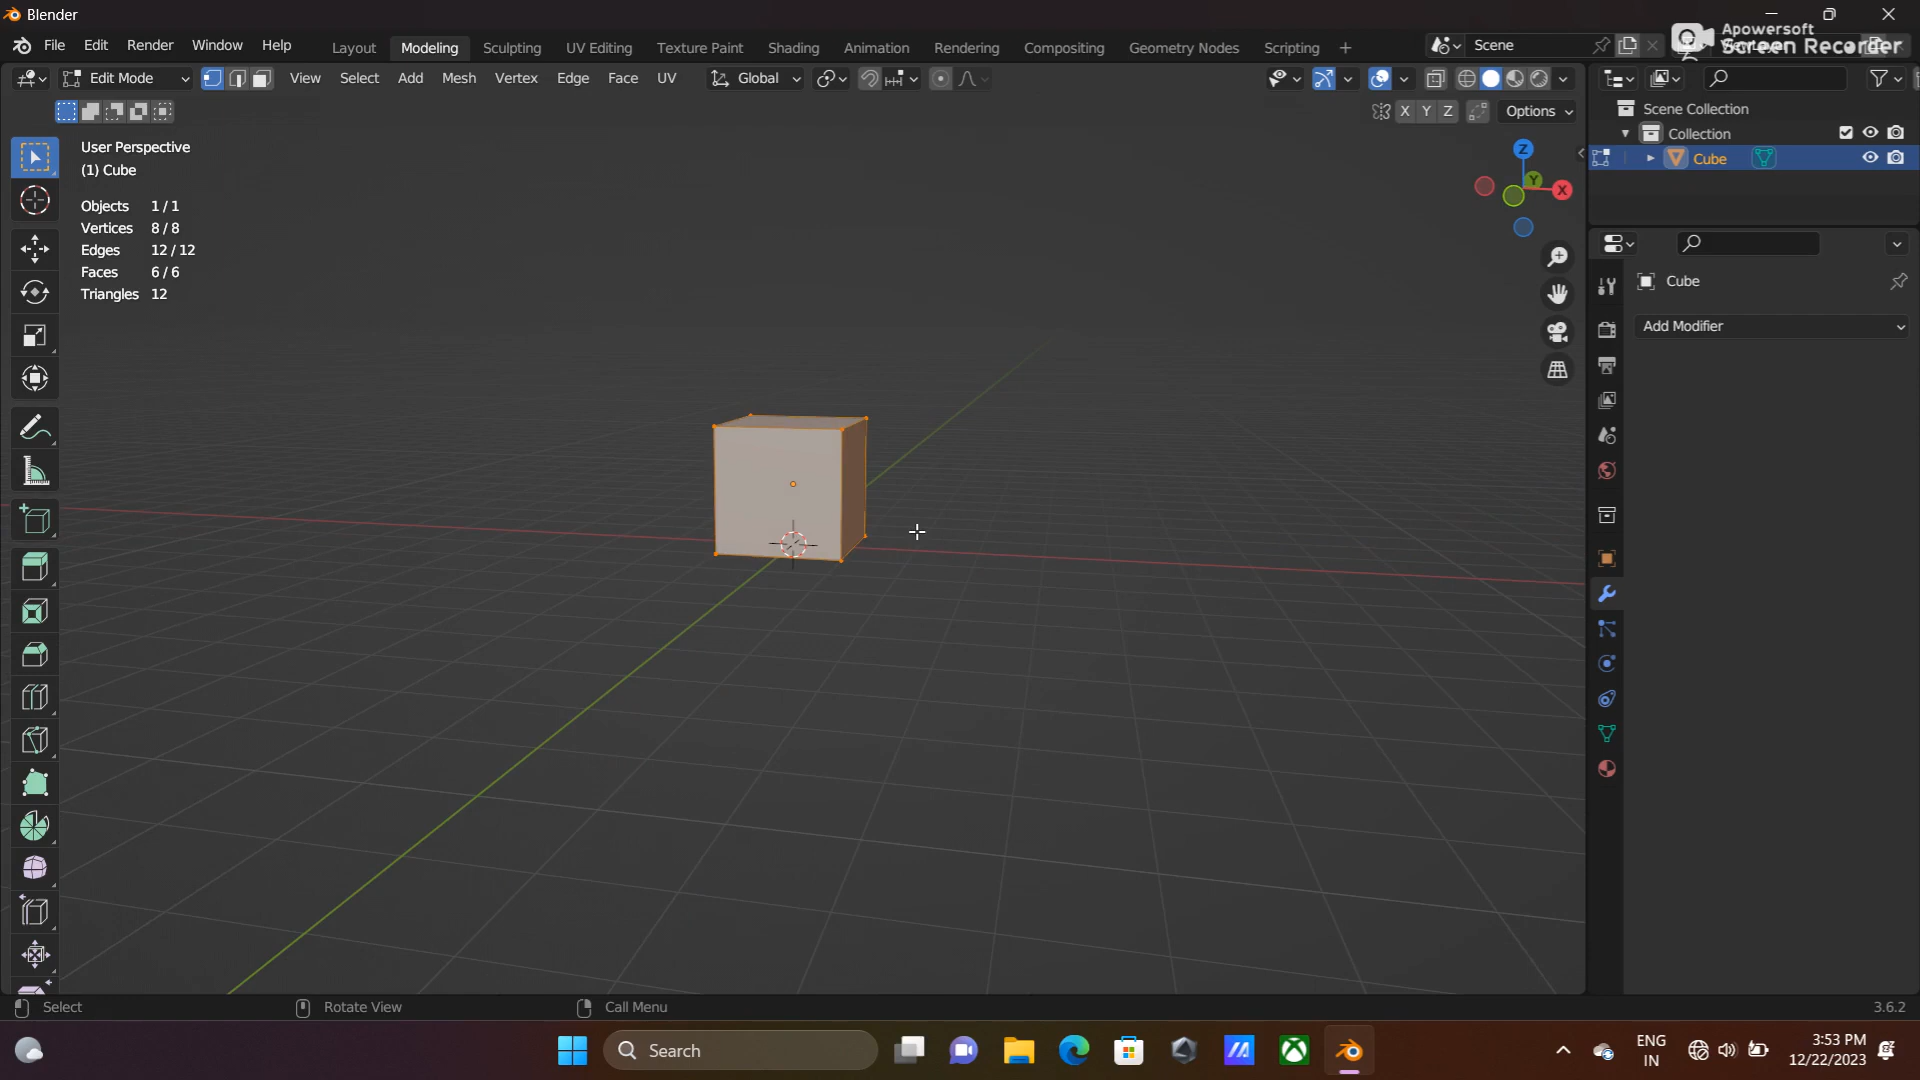 Blender
File Edit Render Window Help
Layout Modeling Sculpting UV Editing Texture Paint Shading Animation Rendering Compositing Geometry Nodes Scripting +
Scene
Apowersoft
Screen Recorder
Edit Mode View Select Add Mesh Vertex Edge Face UV Global
X Y Z Options
User Perspective
(1) Cube
Objects 1 / 1
Vertices 8 / 8
Edges 12 / 12
Faces 6 / 6
Triangles 12
Z
Y
X
Scene Collection
Collection
Cube
Cube
Add Modifier
Select Rotate View Call Menu 3.6.2
Search
ENG
IN
3:53 PM
12/22/2023